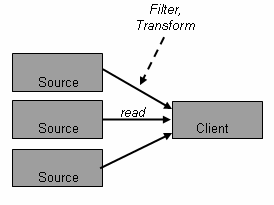 Filter,
Transform
Source
Source
read
Client
Source